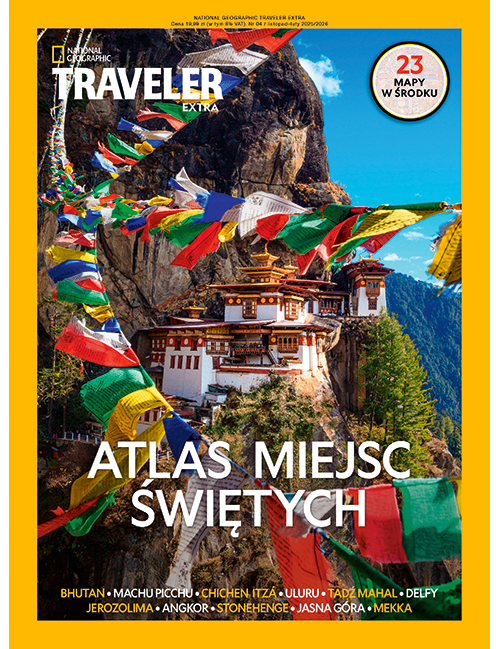 NATIONAL GEOGRAPHIC TRAVELER EXTRA
Cena 19,99 zł (w tym 8% VAT) Nr 04 / listopad-luty 2025/2026
NATIONAL
GEOGRAPHIC
TRAVELER
EXTRA
23
MAPY
W ŚRODKU
ATLAS MIEJSC
ŚWIĘTYCH
BHUTAN • MACHU PICCHU • CHICHEN ITZÁ • ULURU • TADŹ MAHAL • DELFY
JEROZOLIMA • ANGKOR • STONEHENGE • JASNA GÓRA • MEKKA